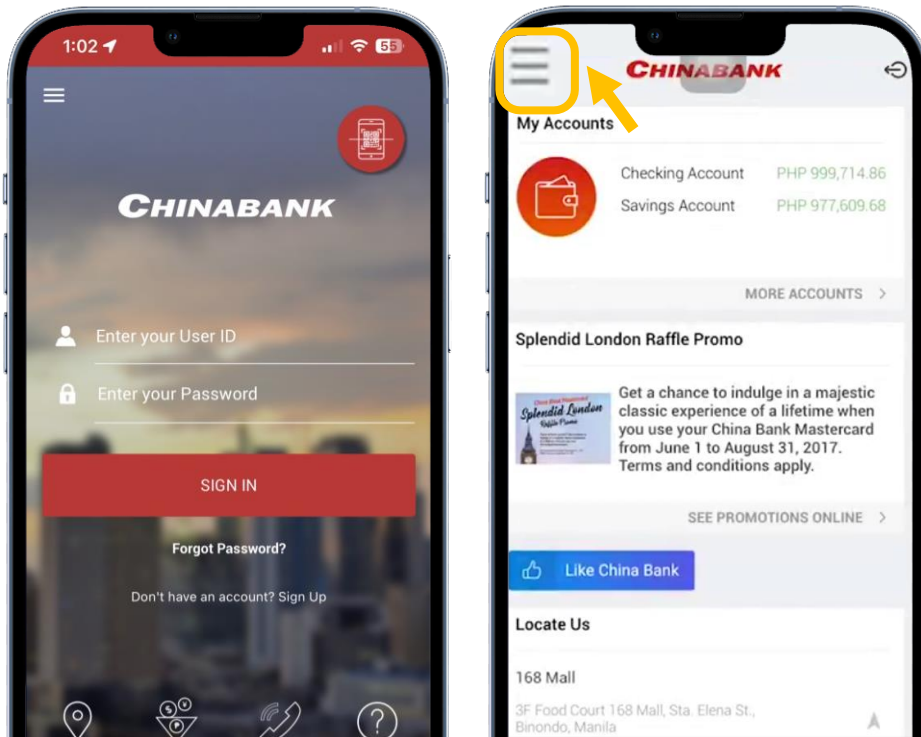 1:02
55
CHINABANK
Enter your User ID
Enter your Password
SIGN IN
Forgot Password?
Don't have an account? Sign Up
CHINABANK
My Accounts
Checking Account PHP 999,714.86
Savings Account PHP 977,609.68
MORE ACCOUNTS >
Splendid London Raffle Promo
Splendid London
Raffle Promo
Get a chance to indulge in a majestic
classic experience of a lifetime when
you use your China Bank Mastercard
from June 1 to August 31, 2017.
Terms and conditions apply.
SEE PROMOTIONS ONLINE >
Like China Bank
Locate Us
168 Mall
3F Food Court 168 Mall, Sta. Elena St.,
Binondo, Manila